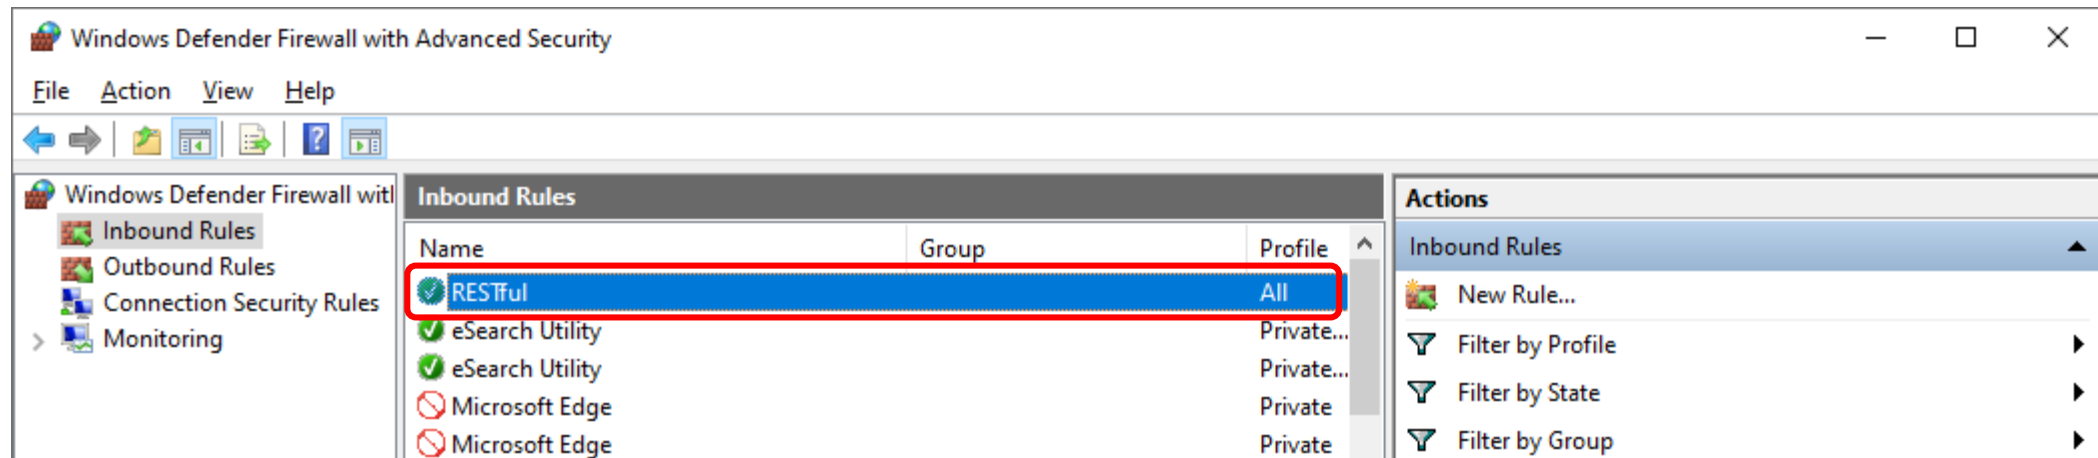 Windows Defender Firewall with Advanced Security
File Action View Help
Windows Defender Firewall with
Inbound Rules
Outbound Rules
Connection Security Rules
Monitoring
Inbound Rules
Name Group Profile
RESTful All
eSearch Utility Private...
eSearch Utility Private...
Microsoft Edge Private
Microsoft Edge Private
Actions
Inbound Rules
New Rule...
Filter by Profile
Filter by State
Filter by Group